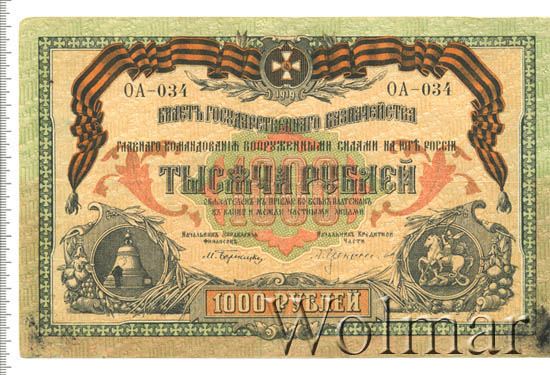 ОА-034 ОА-034
1919
БИЛЕТЪ ГОСУДАРСТВЕННАГО КАЗНАЧЕЙСТВА
ГЛАВНАГО КОМАНДОВАНІЯ ВООРУЖЕННЫМИ СИЛАМИ НА ЮГѢ РОССІИ
1000
ТЫСЯЧА РУБЛЕЙ
ОБЯЗАТЕЛЕНЪ КЪ ПРІЕМУ ВО ВСѢХЪ ПЛАТЕЖАХЪ
ВЪ КАЗНУ И МЕЖДУ ЧАСТНЫМИ ЛИЦАМИ
Начальникъ Управленія Финансовъ
Начальникъ Кредитной Части
1000 РУБЛЕЙ
Wolmar